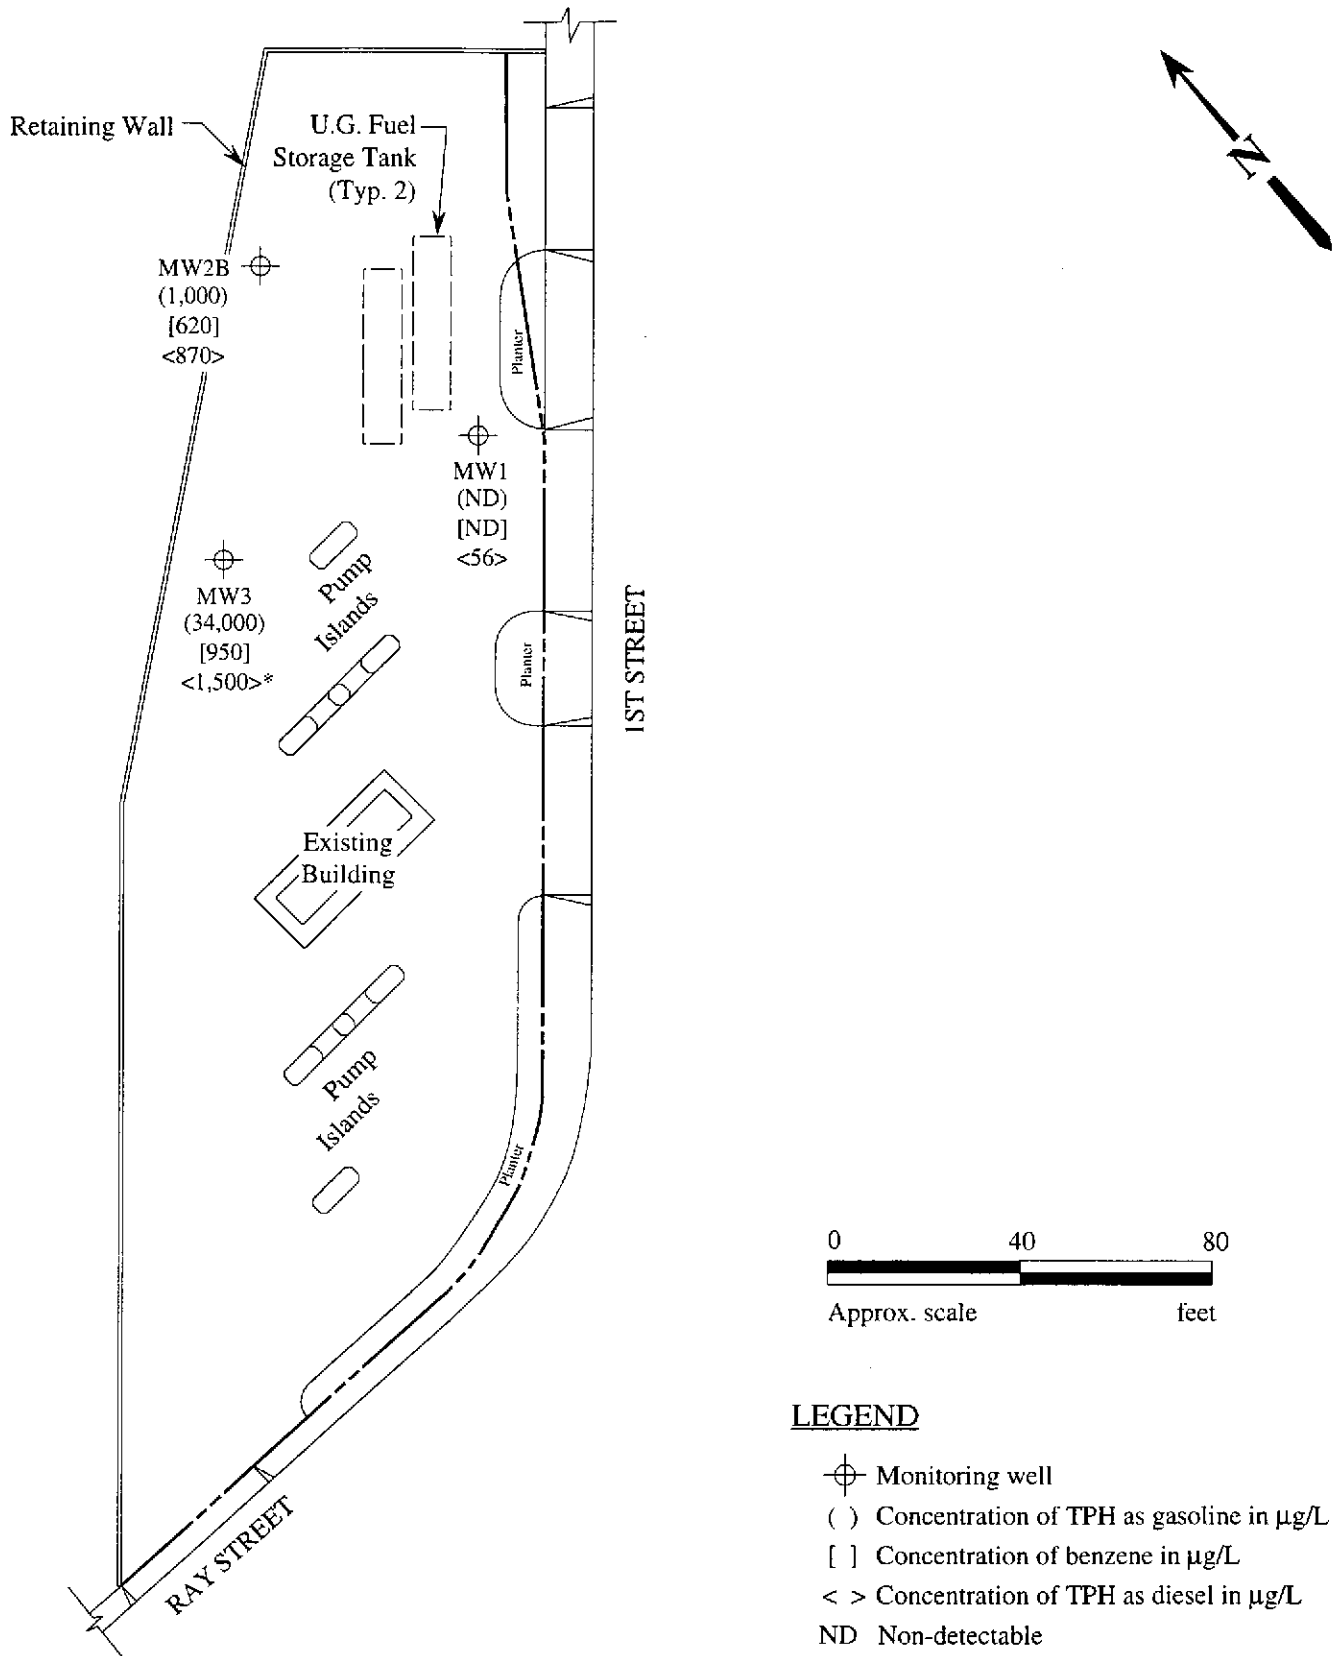 Retaining Wall
U.G. Fuel
Storage Tank
(Typ. 2)
N
MW2B
(1,000)
[620]
<870>
Planter
MW1
(ND)
[ND]
<56>
MW3
(34,000)
[950]
<1,500>*
Pump
Islands
Planter
1ST STREET
Existing
Building
Pump
Islands
Planter
RAY STREET
0 40 80
Approx. scale feet
LEGEND
Monitoring well
( ) Concentration of TPH as gasoline in µg/L
[ ] Concentration of benzene in µg/L
< > Concentration of TPH as diesel in µg/L
ND Non-detectable